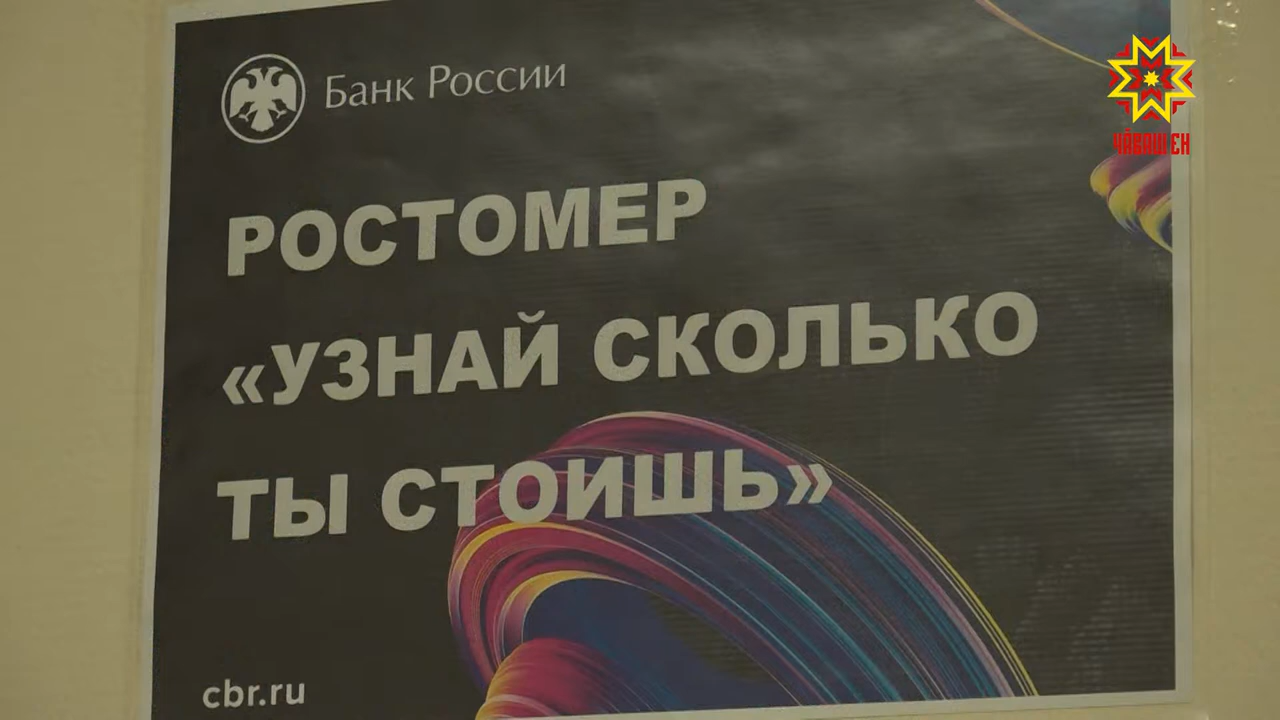 Банк России
ЧӐВАШ ЕН
РОСТОМЕР
«УЗНАЙ СКОЛЬКО
ТЫ СТОИШЬ»
cbr.ru